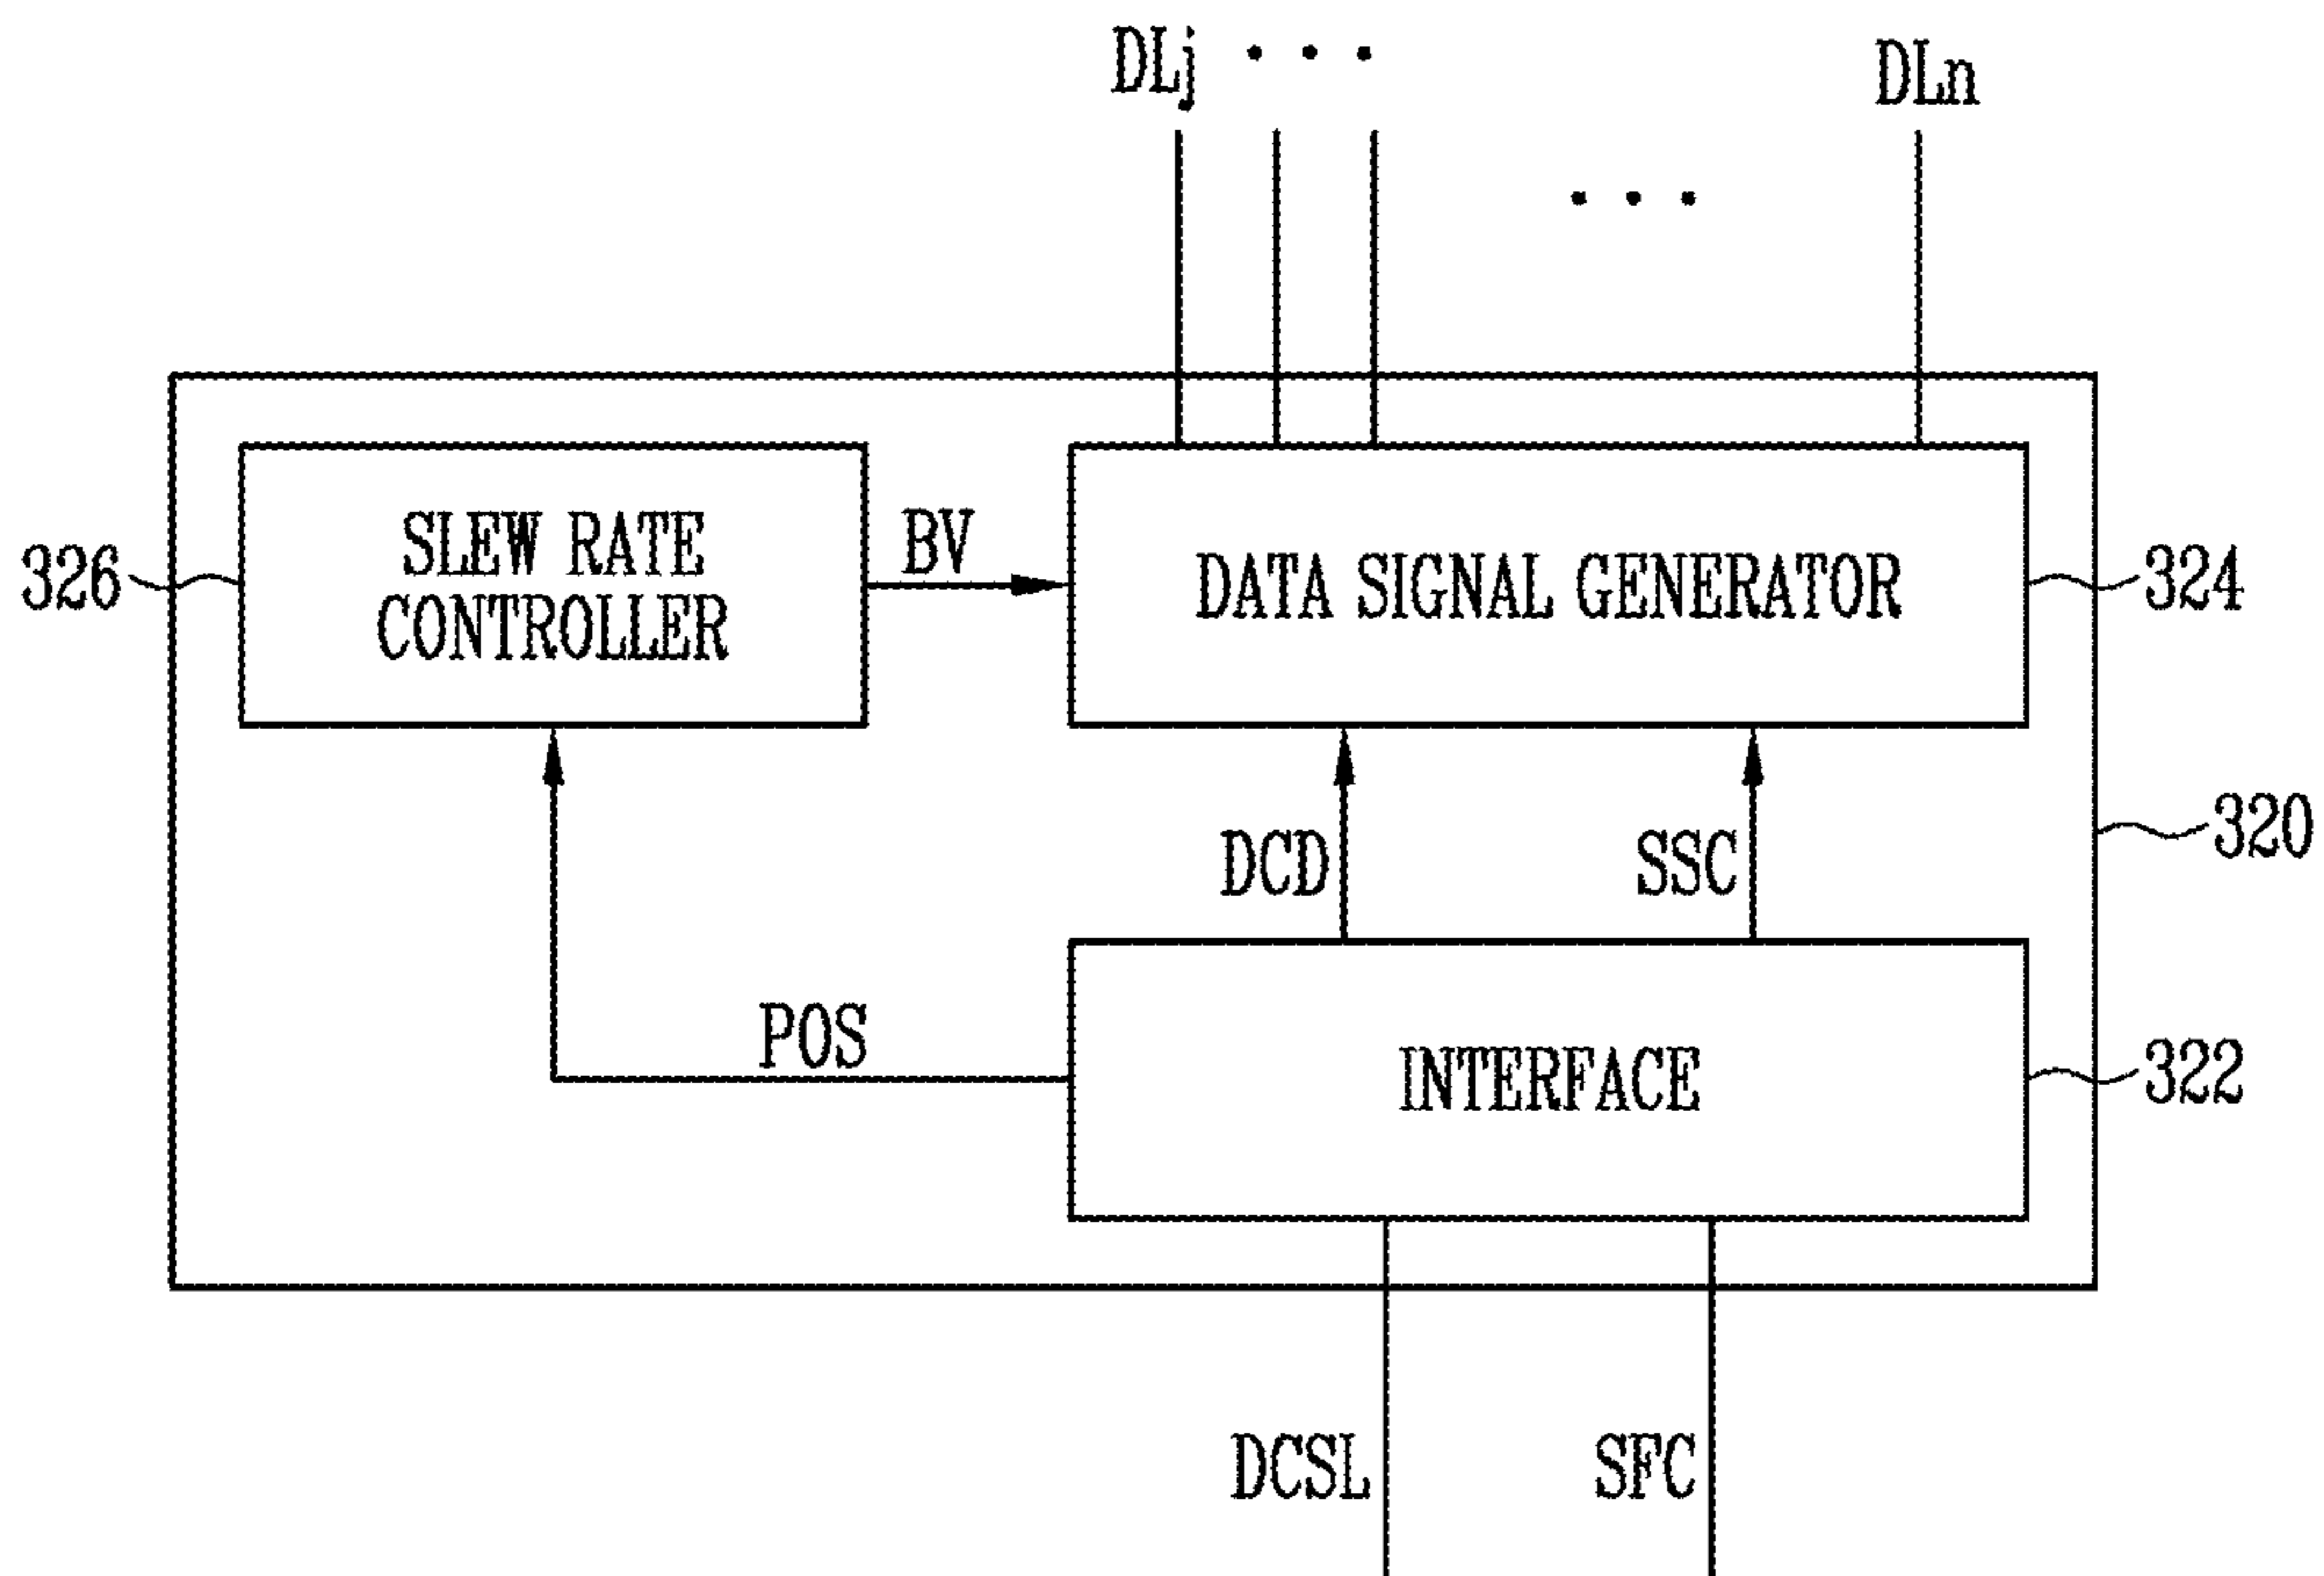 DLj ... DLn
...
SLEW RATE
CONTROLLER
BV
DATA SIGNAL GENERATOR
326
324
DCD
SSC
320
POS
INTERFACE
322
DCSL
SFC